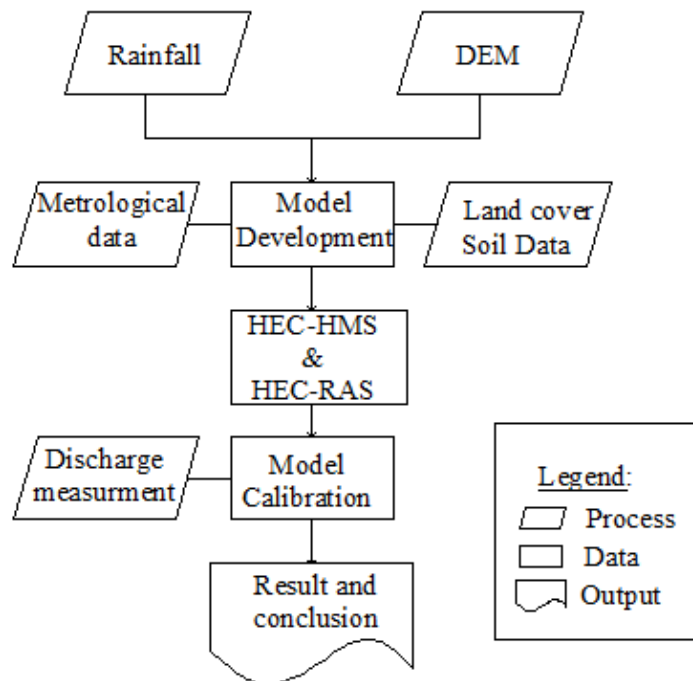 Rainfall
DEM
Metrological
data
Model
Development
Land cover
Soil Data
HEC-HMS
&
HEC-RAS
Discharge
measurment
Model
Calibration
Result and
conclusion
Legend:
Process
Data
Output